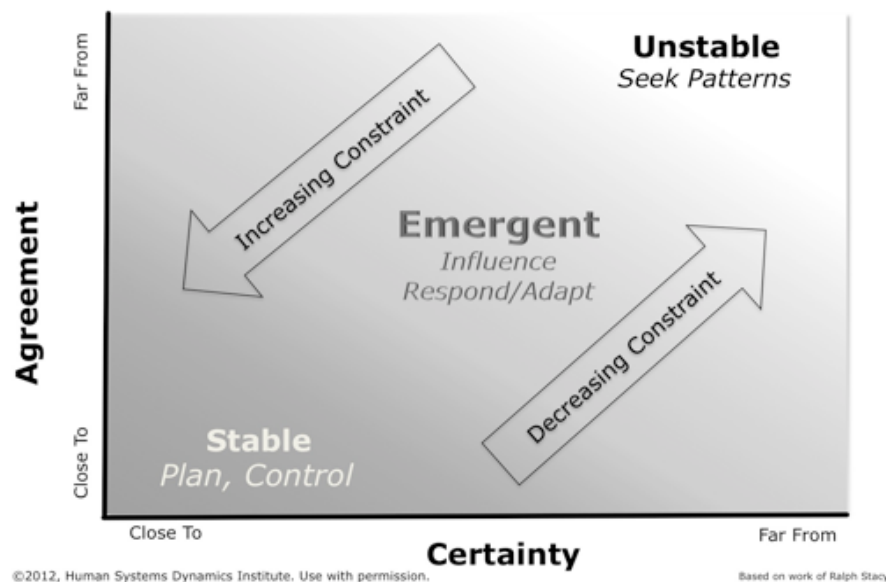 Unstable
Seek Patterns
Far From
Increasing Constraint
Emergent
Influence
Respond/Adapt
Agreement
Decreasing Constraint
Stable
Plan, Control
Close To
Close To
Far From
Certainty
©2012, Human Systems Dynamics Institute. Use with permission.
Based on work of Ralph Stacy